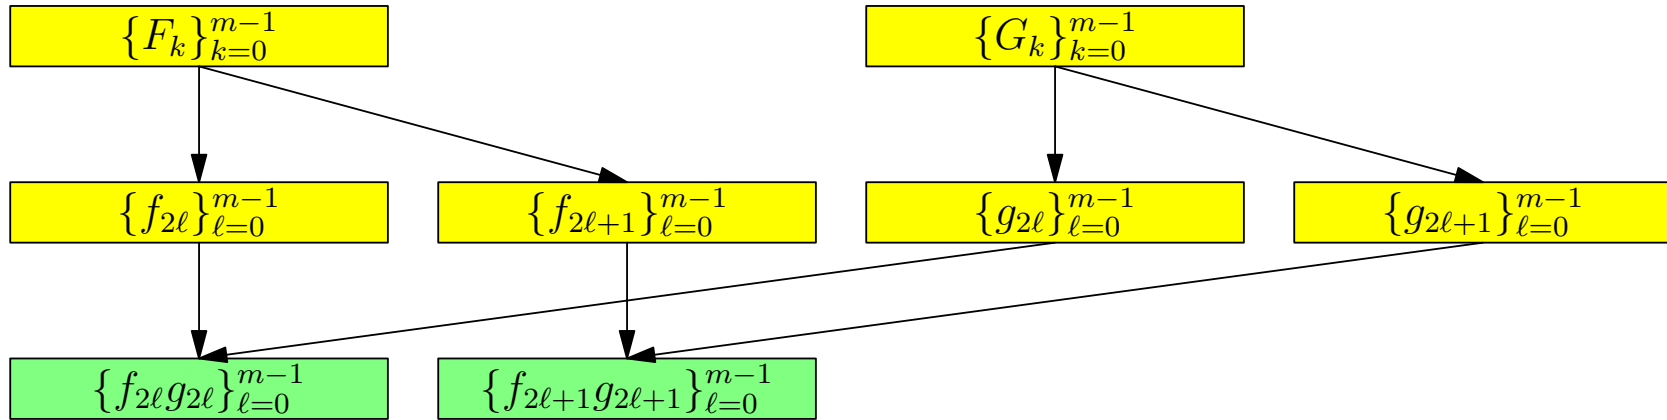 {F_k}_{k=0}^{m−1} {G_k}_{k=0}^{m−1}
{f_{2ℓ}}_{ℓ=0}^{m−1} {f_{2ℓ+1}}_{ℓ=0}^{m−1} {g_{2ℓ}}_{ℓ=0}^{m−1} {g_{2ℓ+1}}_{ℓ=0}^{m−1}
{f_{2ℓ}g_{2ℓ}}_{ℓ=0}^{m−1} {f_{2ℓ+1}g_{2ℓ+1}}_{ℓ=0}^{m−1}